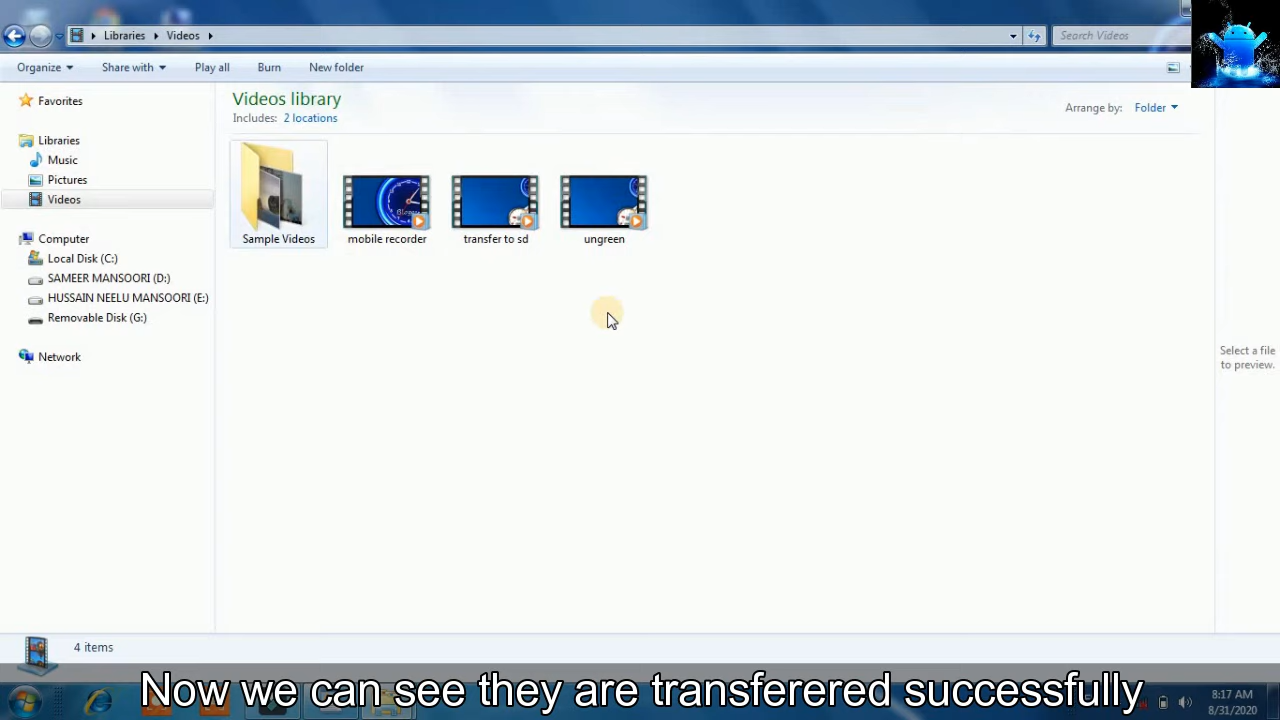 Libraries Videos
Search Videos
Organize Share with Play all Burn New folder
Favorites
Libraries
Music
Pictures
Videos
Computer
Local Disk (C:)
SAMEER MANSOORI (D:)
HUSSAIN NEELU MANSOORI (E:)
Removable Disk (G:)
Network
Videos library
Includes: 2 locations
Arrange by: Folder
Sample Videos
mobile recorder
transfer to sd
ungreen
Select a file
to preview.
4 items
Now we can see they are transferered successfully
8:17 AM
8/31/2020